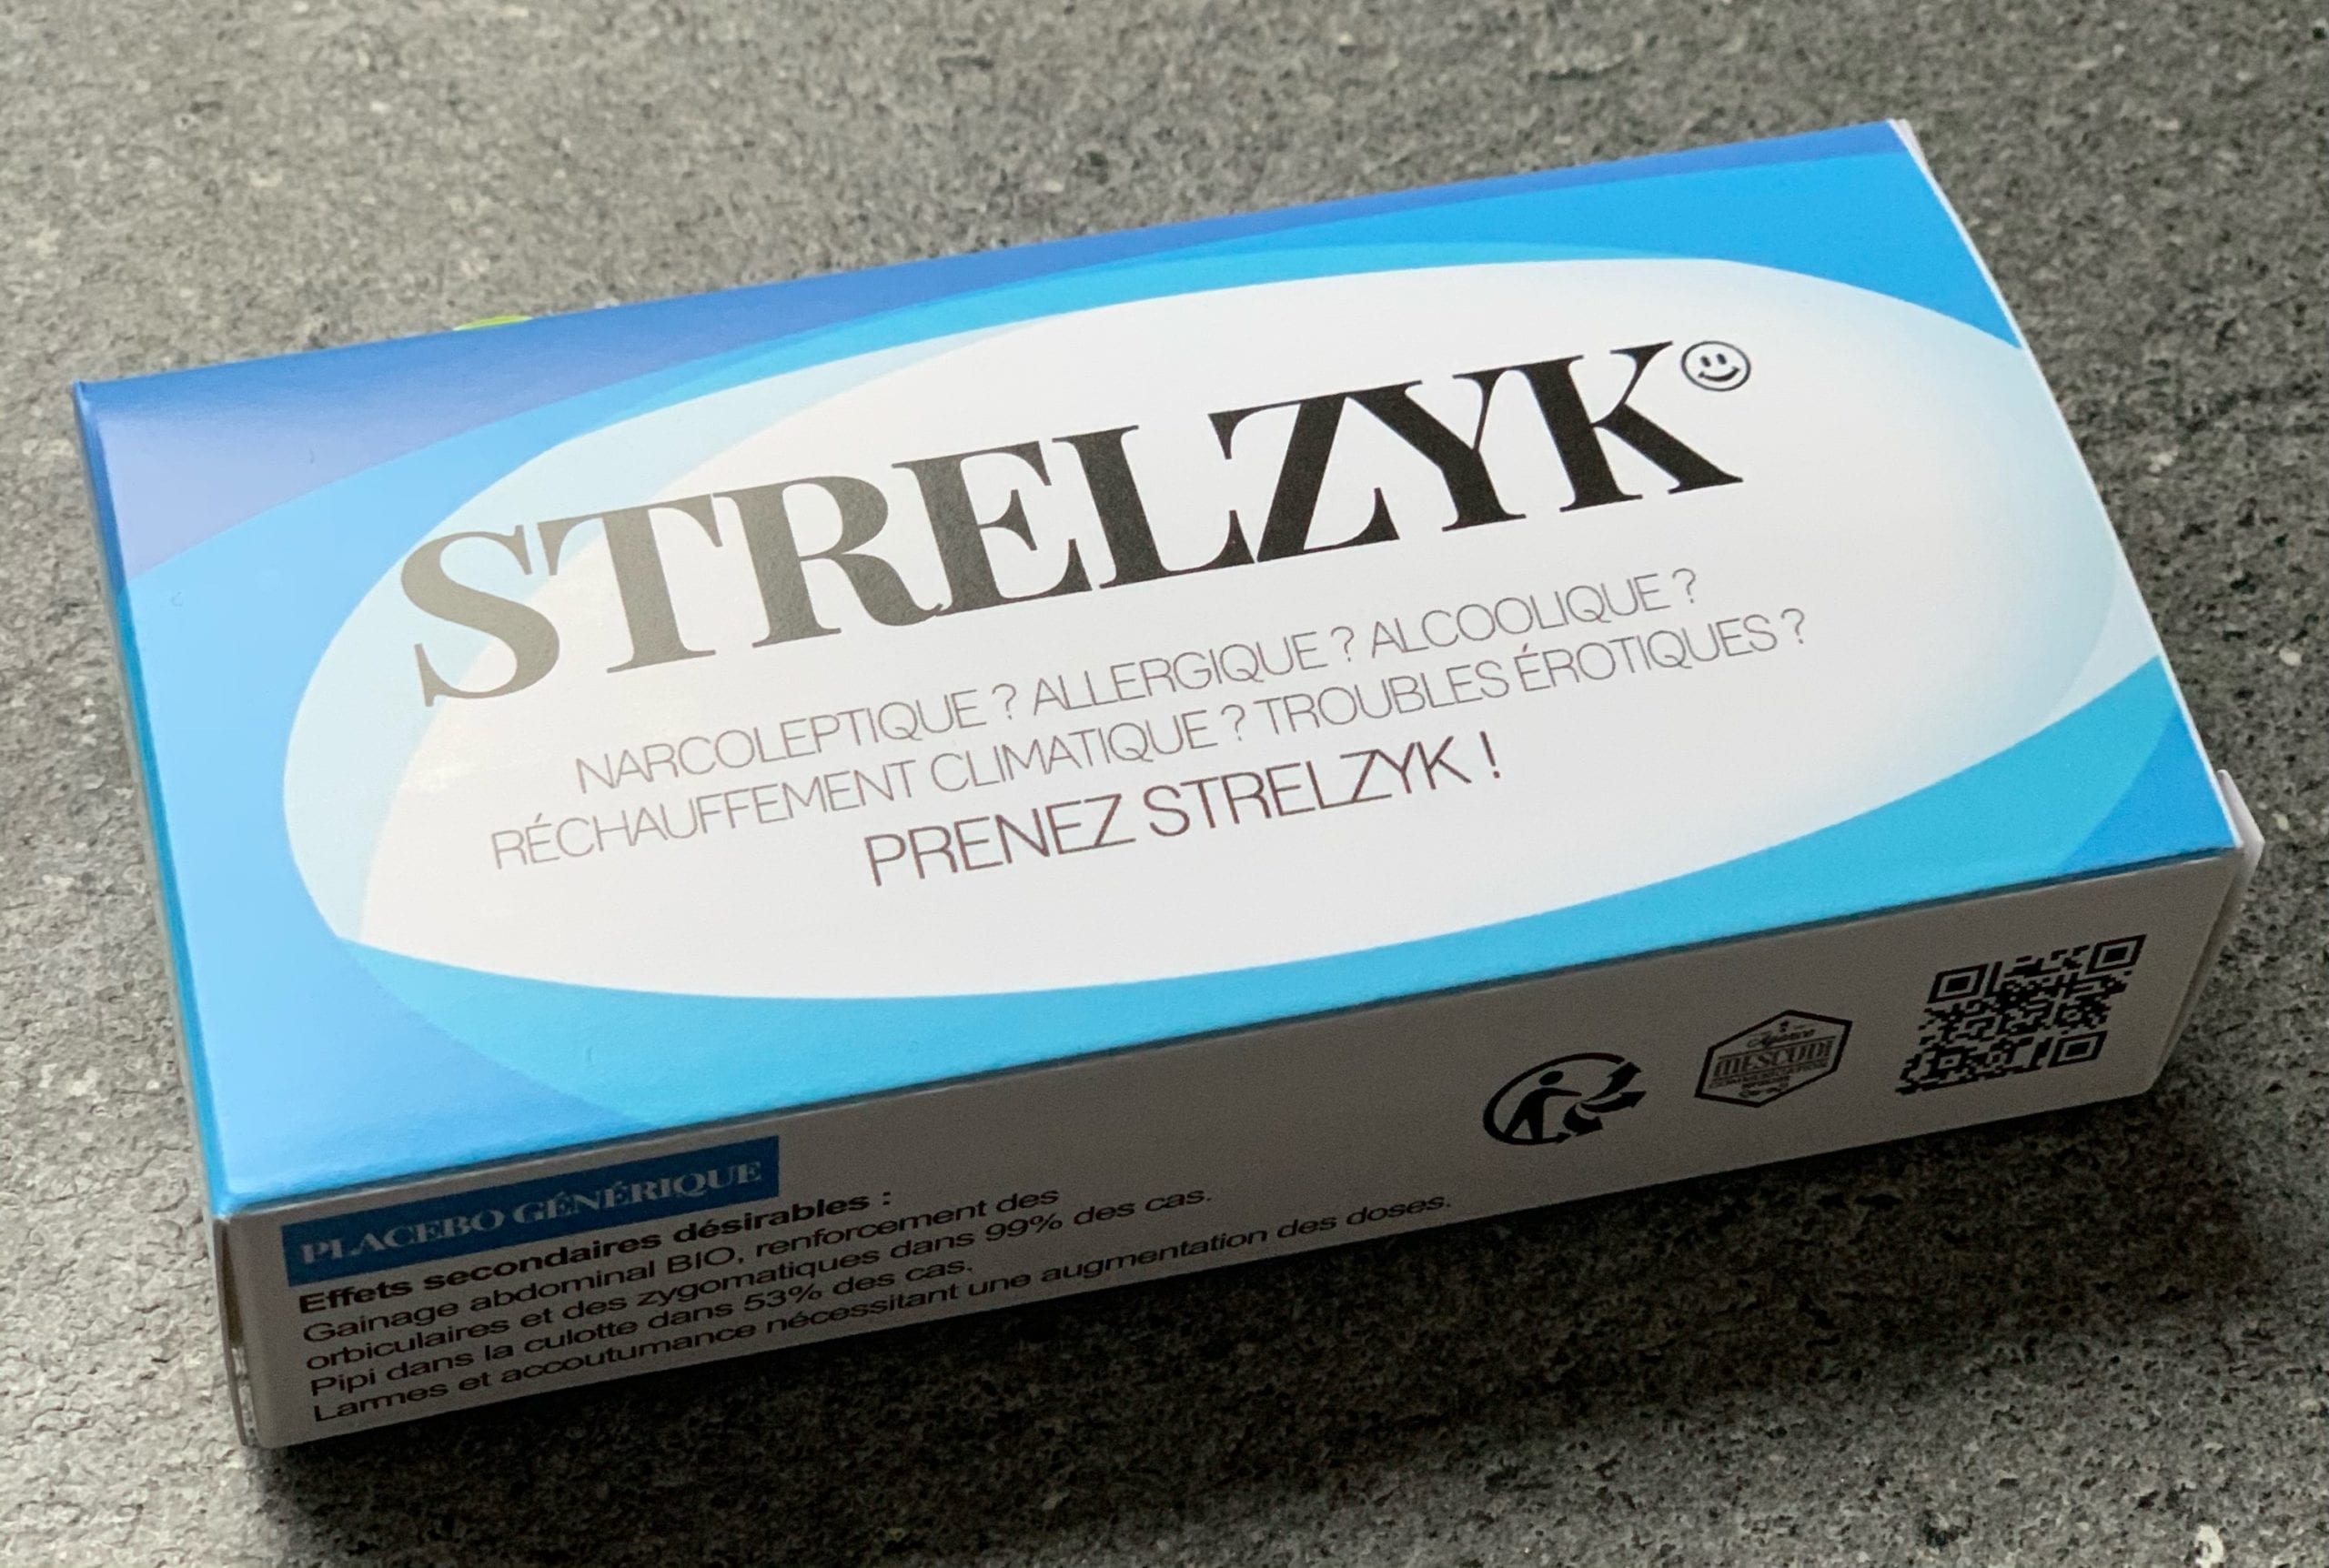 STRELZYK
NARCOLEPTIQUE ? ALLERGIQUE ? ALCOOLIQUE ?
RÉCHAUFFEMENT CLIMATIQUE ? TROUBLES ÉROTIQUES ?
PRENEZ STRELZYK !
PLACEBO GÉNÉRIQUE
Effets secondaires désirables :
Gainage abdominal BIO, renforcement des
orbiculaires et des zygomatiques dans 99% des cas.
Pipi dans la culotte dans 53% des cas.
Larmes et accoutumance nécessitant une augmentation des doses.
Agence
MESCUDI